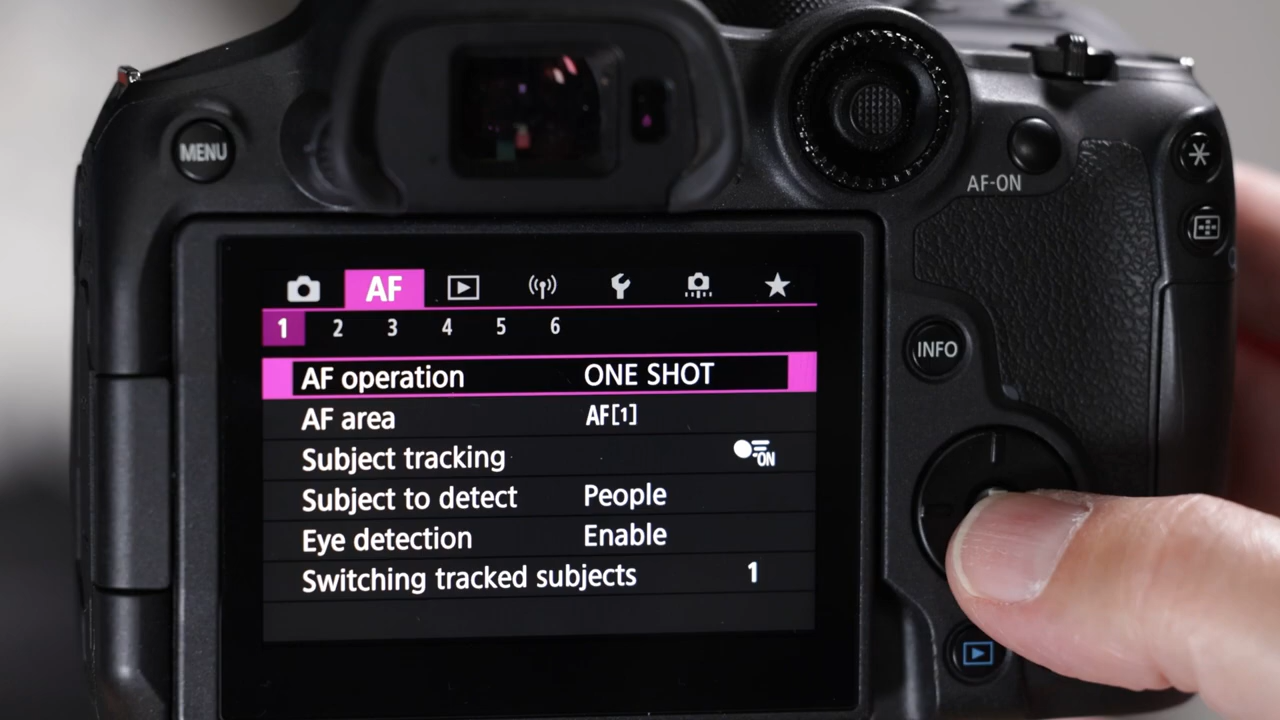 MENU
AF-ON
AF
1 2 3 4 5 6
INFO
AF operation ONE SHOT
AF area AF[1]
Subject tracking ON
Subject to detect People
Eye detection Enable
Switching tracked subjects 1